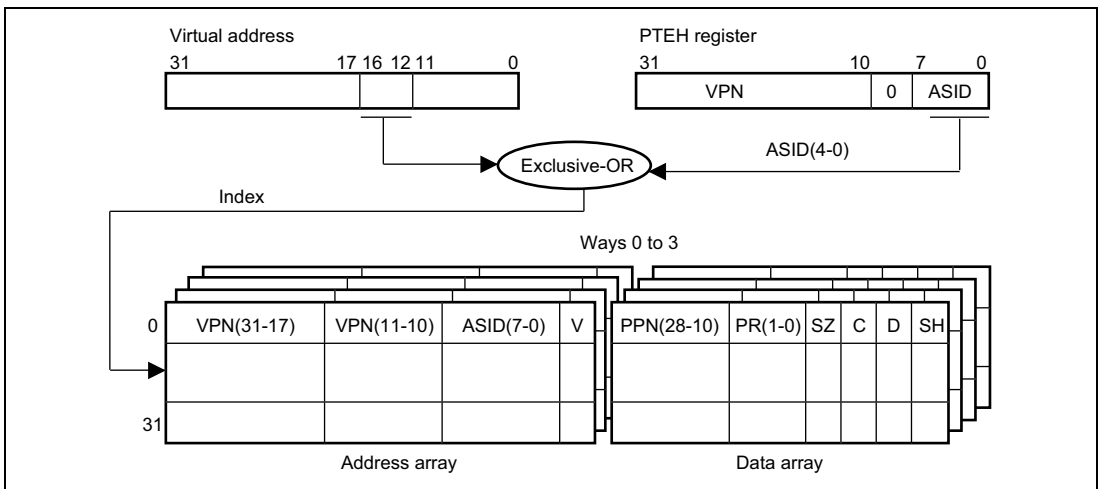 Virtual address
31 17 16 12 11 0
PTEH register
31 10 7 0
VPN 0 ASID
ASID(4-0)
Exclusive-OR
Index
Ways 0 to 3
0 VPN(31-17) VPN(11-10) ASID(7-0) V PPN(28-10) PR(1-0) SZ C D SH
31
Address array
Data array